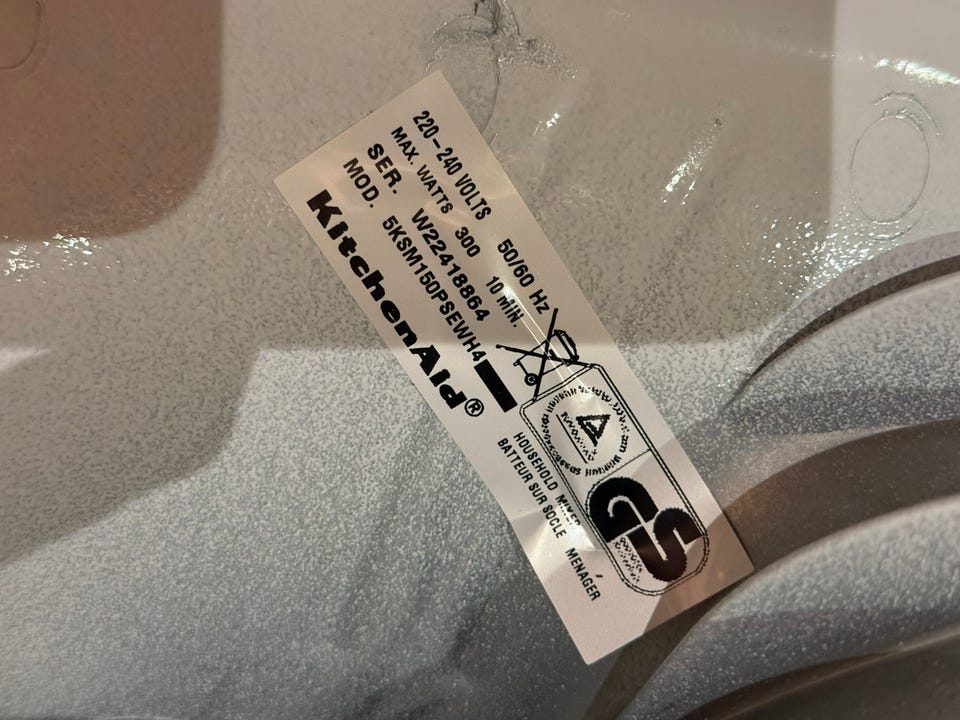 KitchenAid®
MOD. 5KSM150PSEWH4
SER. W22418864
MAX. WATTS 300 10 MIN.
220-240 VOLTS 50/60 Hz
GS
HOUSEHOLD MIXER
BATTEUR SUR SOCLE MENÁGER